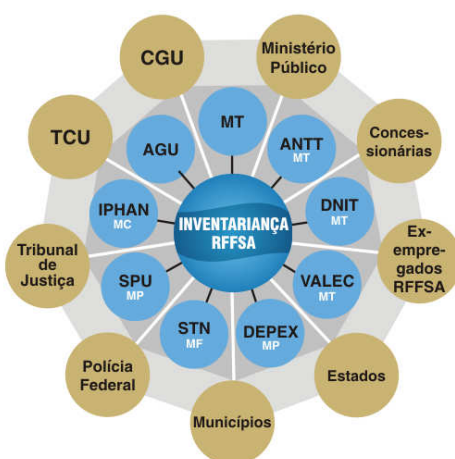 CGU
Ministério
Público
Conces-
sionárias
Ex-
empre-
gados
RFFSA
Estados
Municípios
Polícia
Federal
Tribunal
de
Justiça
TCU
MT
ANTT
MT
DNIT
MT
VALEC
MT
DEPEX
MP
STN
MF
SPU
MP
IPHAN
MC
AGU
INVENTARIANÇA
RFFSA